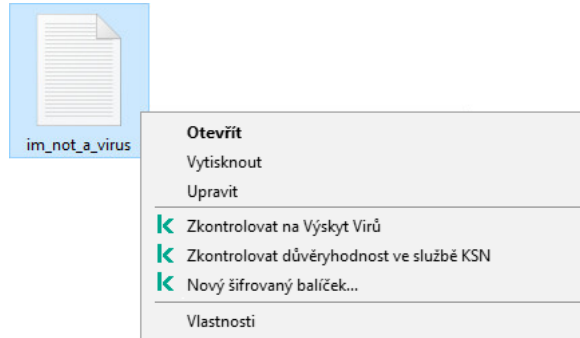 im_not_a_virus
Otevřít
Vytisknout
Upravit
Zkontrolovat na Výskyt Virů
Zkontrolovat důvěryhodnost ve službě KSN
Nový šifrovaný balíček...
Vlastnosti